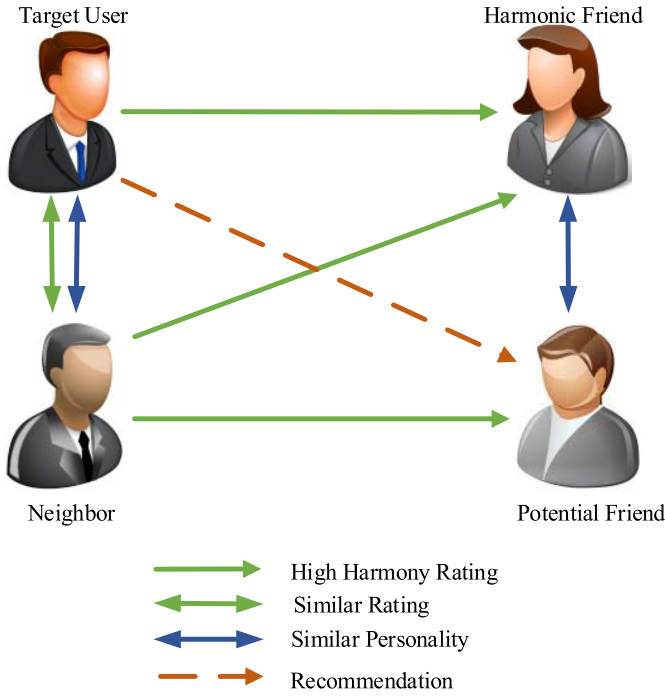 Target User
Harmonic Friend
Neighbor
Potential Friend
High Harmony Rating
Similar Rating
Similar Personality
Recommendation